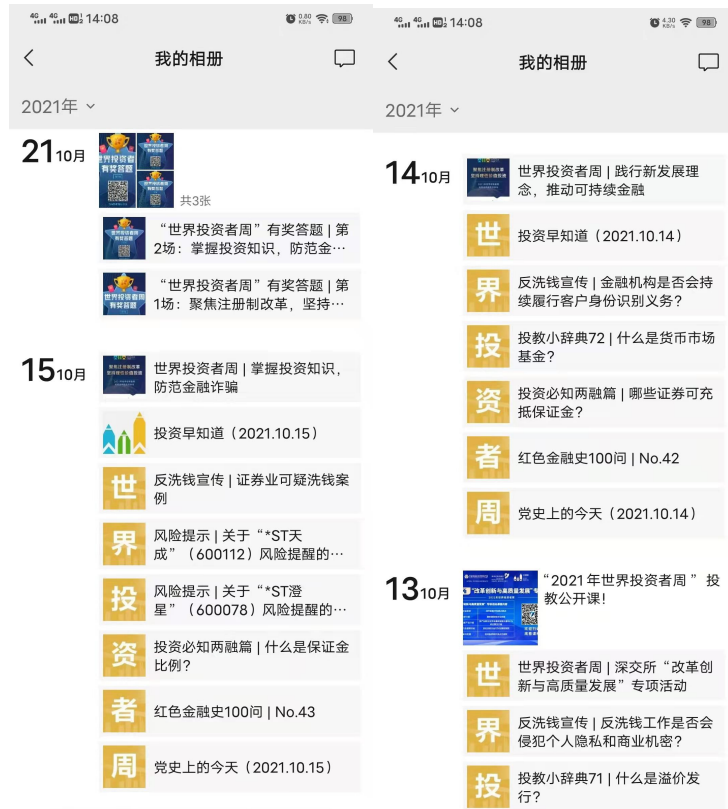 4G 4G HD 14:08
0.80 KB/s 98
我的相册
2021年
21 10月
世界投资者周
有奖答题
共3张
“世界投资者周”有奖答题 | 第
2场：掌握投资知识，防范金…
“世界投资者周”有奖答题 | 第
1场：聚焦注册制改革，坚持…
15 10月
世界投资者周 | 掌握投资知识，
防范金融诈骗
投资早知道（2021.10.15）
世
反洗钱宣传 | 证券业可疑洗钱案
例
界
风险提示 | 关于“*ST天
成”（600112）风险提醒的…
投
风险提示 | 关于“*ST澄
星”（600078）风险提醒的…
资
投资必知两融篇 | 什么是保证金
比例？
者
红色金融史100问 | No.43
周
党史上的今天（2021.10.15）
4G 4G HD 14:08
4.30 KB/s 98
我的相册
2021年
14 10月
世界投资者周 | 践行新发展理
念，推动可持续金融
世
投资早知道（2021.10.14）
界
反洗钱宣传 | 金融机构是否会持
续履行客户身份识别义务？
投
投教小辞典72 | 什么是货币市场
基金？
资
投资必知两融篇 | 哪些证券可充
抵保证金？
者
红色金融史100问 | No.42
周
党史上的今天（2021.10.14）
13 10月
“改革创新与高质量发展”专
“2021年世界投资者周 ”投
教公开课！
世
世界投资者周 | 深交所“改革创
新与高质量发展”专项活动
界
反洗钱宣传 | 反洗钱工作是否会
侵犯个人隐私和商业机密？
投
投教小辞典71 | 什么是溢价发
行？